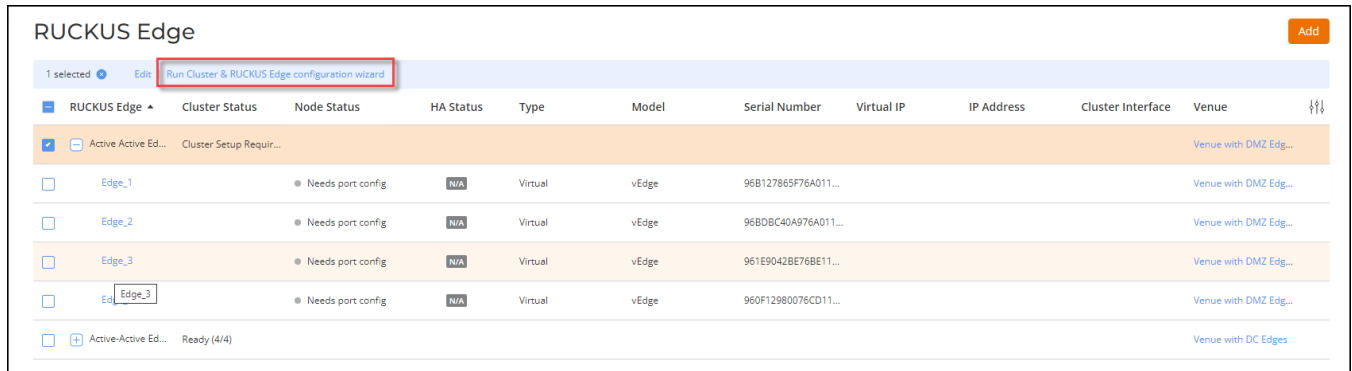 RUCKUS Edge
Add
1 selected Edit Run Cluster & RUCKUS Edge configuration wizard
RUCKUS Edge Cluster Status Node Status HA Status Type Model Serial Number Virtual IP IP Address Cluster Interface Venue
Active Active Ed... Cluster Setup Requir... Venue with DMZ Edg...
Edge_1 Needs port config N/A Virtual vEdge 96B127865F76A011... Venue with DMZ Edg...
Edge_2 Needs port config N/A Virtual vEdge 96BDBC40A976A011... Venue with DMZ Edg...
Edge_3 Needs port config N/A Virtual vEdge 961E9042BE76BE11... Venue with DMZ Edg...
Edge_3
Needs port config N/A Virtual vEdge 960F12980076CD11... Venue with DMZ Edg...
Active-Active Ed... Ready (4/4) Venue with DC Edges